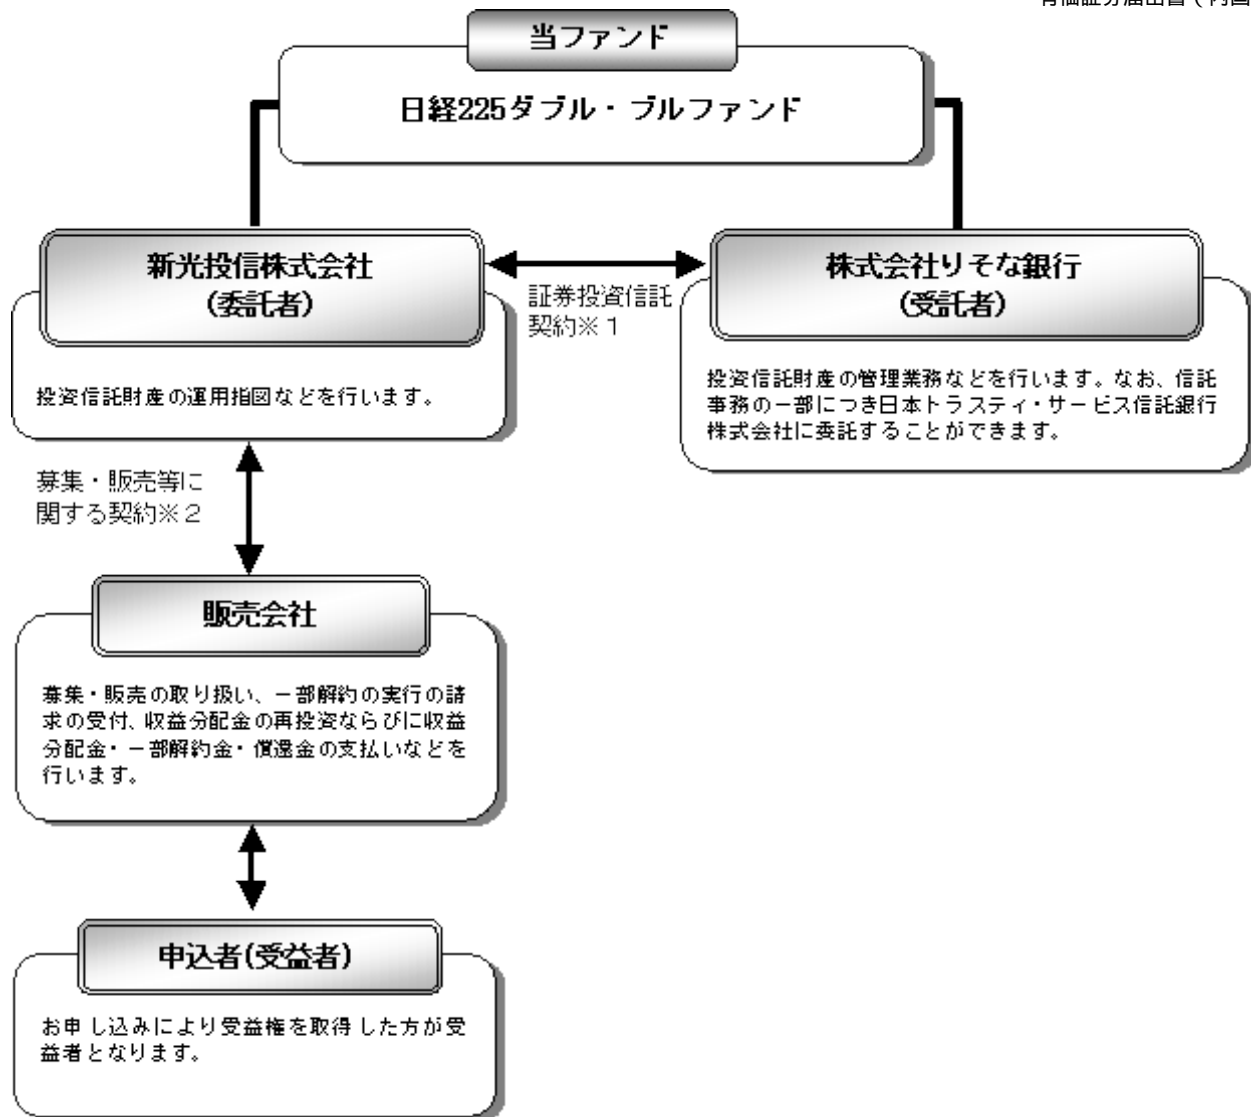 当ファンド
日経225ダブル・ブルファンド
新光投信株式会社
(委託者)
投資信託財産の運用指図などを行います。
証券投資信託
契約※１
株式会社りそな銀行
(受託者)
投資信託財産の管理業務などを行います。なお、信託
事務の一部につき日本トラスティ・サービス信託銀行
株式会社に委託することができます。
募集・販売等に
関する契約※２
販売会社
募集・販売の取り扱い、一部解約の実行の請
求の受付、収益分配金の再投資ならびに収益
分配金・一部解約金・償還金の支払いなどを
行います。
申込者(受益者)
お申し込みにより受益権を取得した方が受
益者となります。